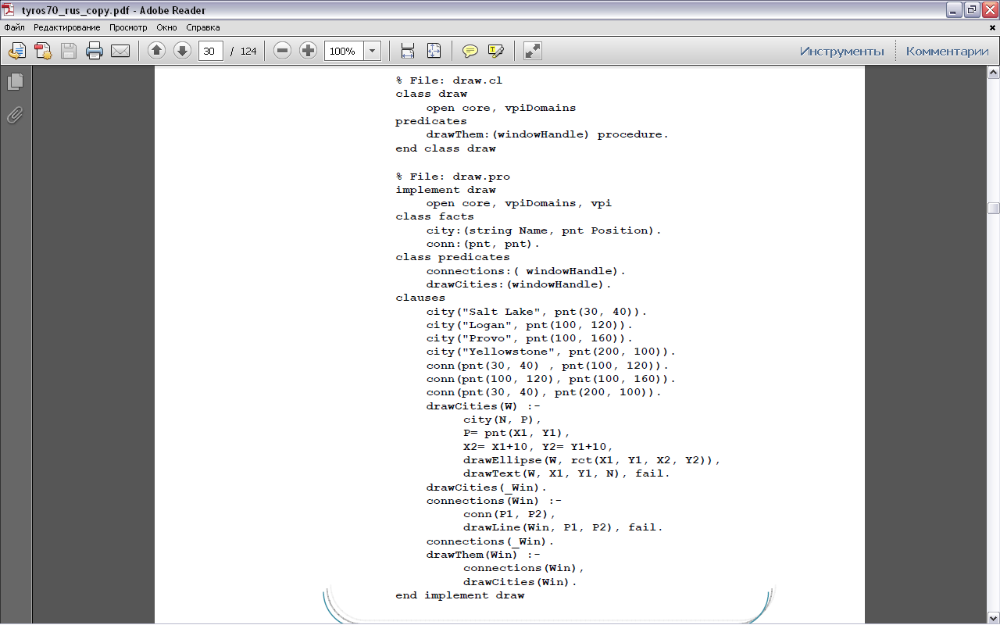 tyros70_rus_copy.pdf - Adobe Reader
Файл Редактирование Просмотр Окно Справка
30 / 124 100% Инструменты Комментарии
% File: draw.cl
class draw
open core, vpiDomains
predicates
drawThem:(windowHandle) procedure.
end class draw
% File: draw.pro
implement draw
open core, vpiDomains, vpi
class facts
city:(string Name, pnt Position).
conn:(pnt, pnt).
class predicates
connections:( windowHandle).
drawCities:(windowHandle).
clauses
city("Salt Lake", pnt(30, 40)).
city("Logan", pnt(100, 120)).
city("Provo", pnt(100, 160)).
city("Yellowstone", pnt(200, 100)).
conn(pnt(30, 40) , pnt(100, 120)).
conn(pnt(100, 120), pnt(100, 160)).
conn(pnt(30, 40), pnt(200, 100)).
drawCities(W) :-
city(N, P),
P= pnt(X1, Y1),
X2= X1+10, Y2= Y1+10,
drawEllipse(W, rct(X1, Y1, X2, Y2)),
drawText(W, X1, Y1, N), fail.
drawCities(_Win).
connections(Win) :-
conn(P1, P2),
drawLine(Win, P1, P2), fail.
connections(_Win).
drawThem(Win) :-
connections(Win),
drawCities(Win).
end implement draw